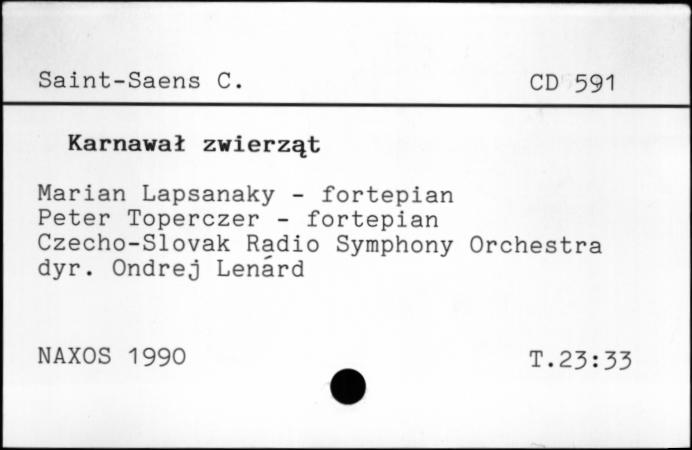 Saint-Saens C. CD 591
Karnawał zwierząt
Marian Lapsanaky - fortepian
Peter Toperczer - fortepian
Czecho-Slovak Radio Symphony Orchestra
dyr. Ondrej Lenárd
NAXOS 1990 T.23:33